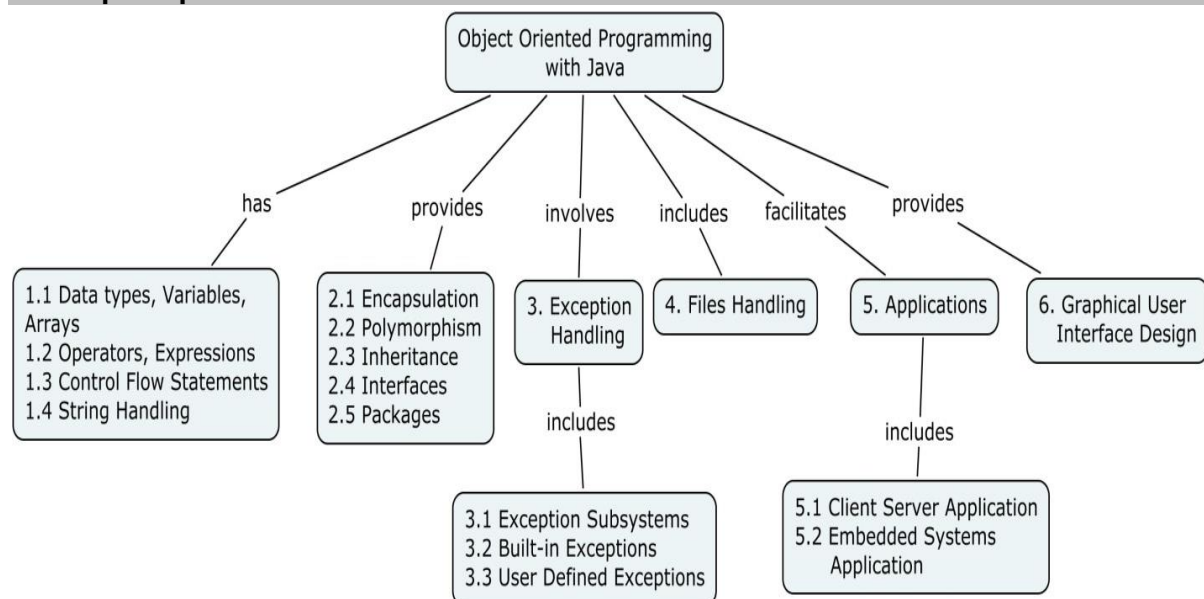 Object Oriented Programming
with Java
has
provides
involves
includes
facilitates
provides
1.1 Data types, Variables,
Arrays
1.2 Operators, Expressions
1.3 Control Flow Statements
1.4 String Handling
2.1 Encapsulation
2.2 Polymorphism
2.3 Inheritance
2.4 Interfaces
2.5 Packages
3. Exception
Handling
4. Files Handling
5. Applications
6. Graphical User
Interface Design
includes
includes
3.1 Exception Subsystems
3.2 Built-in Exceptions
3.3 User Defined Exceptions
5.1 Client Server Application
5.2 Embedded Systems
Application